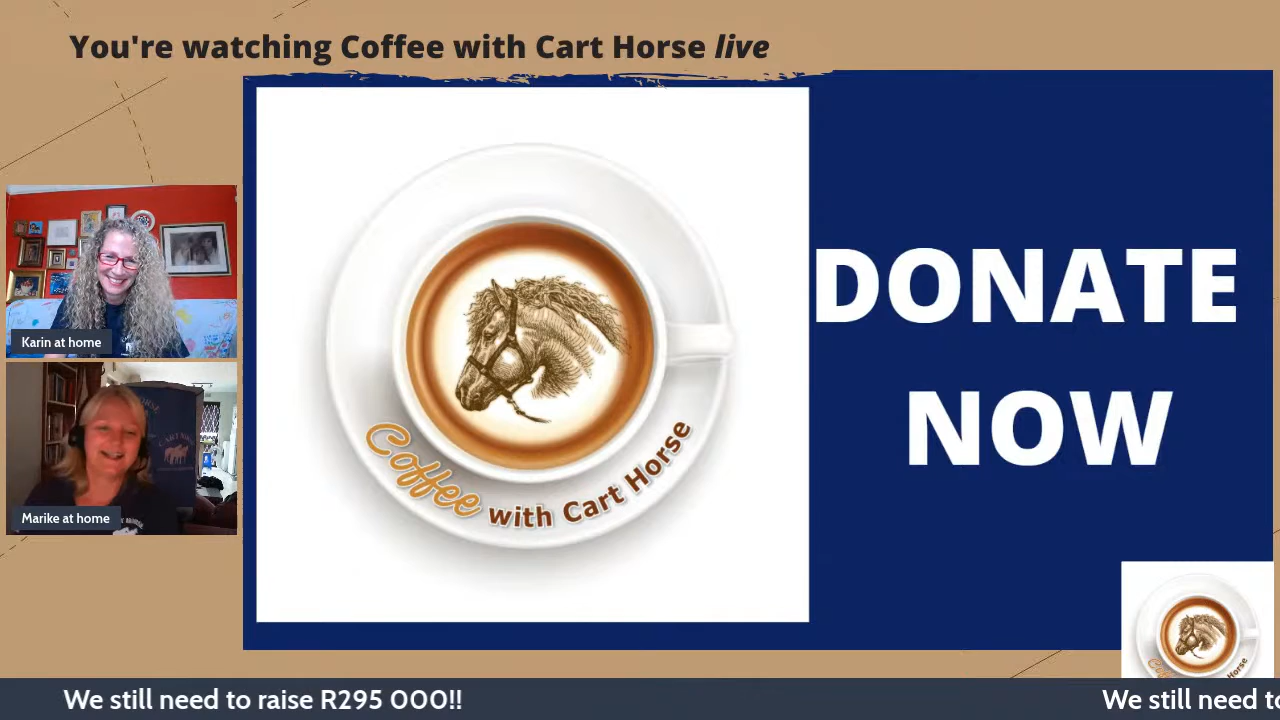 You're watching Coffee with Cart Horse live
DONATE
NOW
Coffee with Cart Horse
Karin at home
Marike at home
We still need to raise R295 000!!
We still need to